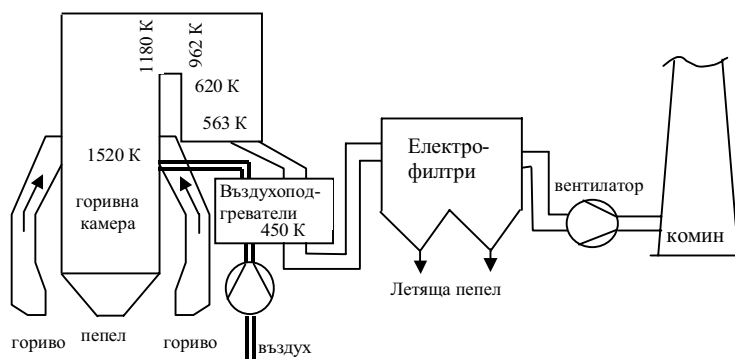 1180 К
962 К
620 К
563 К
1520 К
горивна
камера
Въздухопод-
греватели
450 К
Електро-
филтри
вентилатор
комин
Летяща пепел
гориво
пепел
гориво
въздух